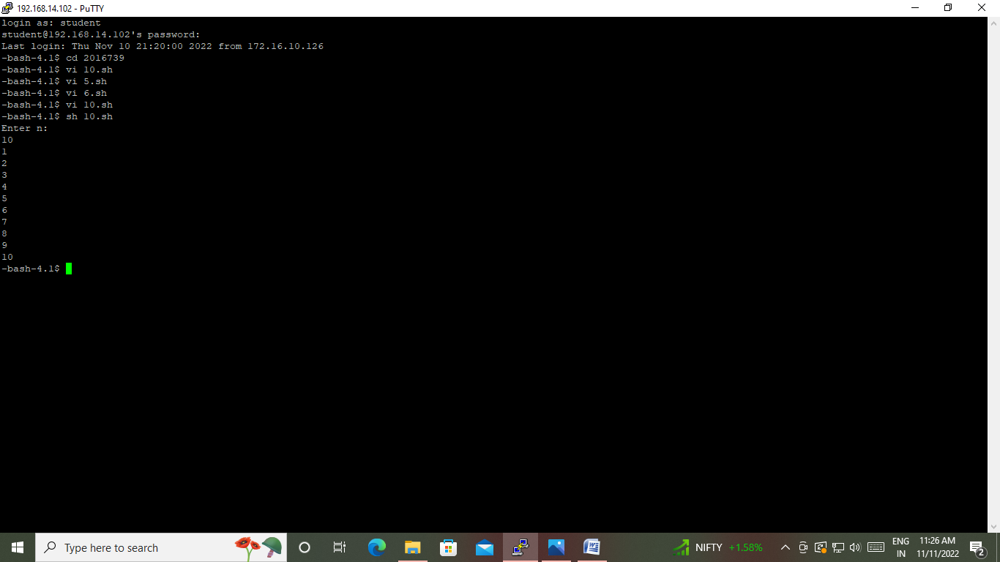 192.168.14.102 - PuTTY
login as: student
student@192.168.14.102's password:
Last login: Thu Nov 10 21:20:00 2022 from 172.16.10.126
-bash-4.1$ cd 2016739
-bash-4.1$ vi 10.sh
-bash-4.1$ vi 5.sh
-bash-4.1$ vi 6.sh
-bash-4.1$ vi 10.sh
-bash-4.1$ sh 10.sh
Enter n:
10
1
2
3
4
5
6
7
8
9
10
-bash-4.1$
Type here to search
NIFTY +1.58%
ENG
IN
11:26 AM
11/11/2022
2